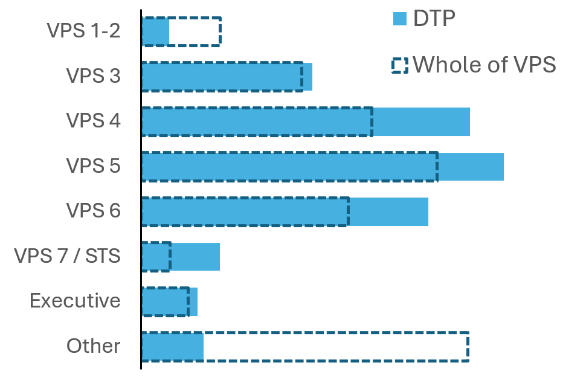 VPS 1-2
VPS 3
VPS 4
VPS 5
VPS 6
VPS 7 / STS
Executive
Other
DTP
Whole of VPS